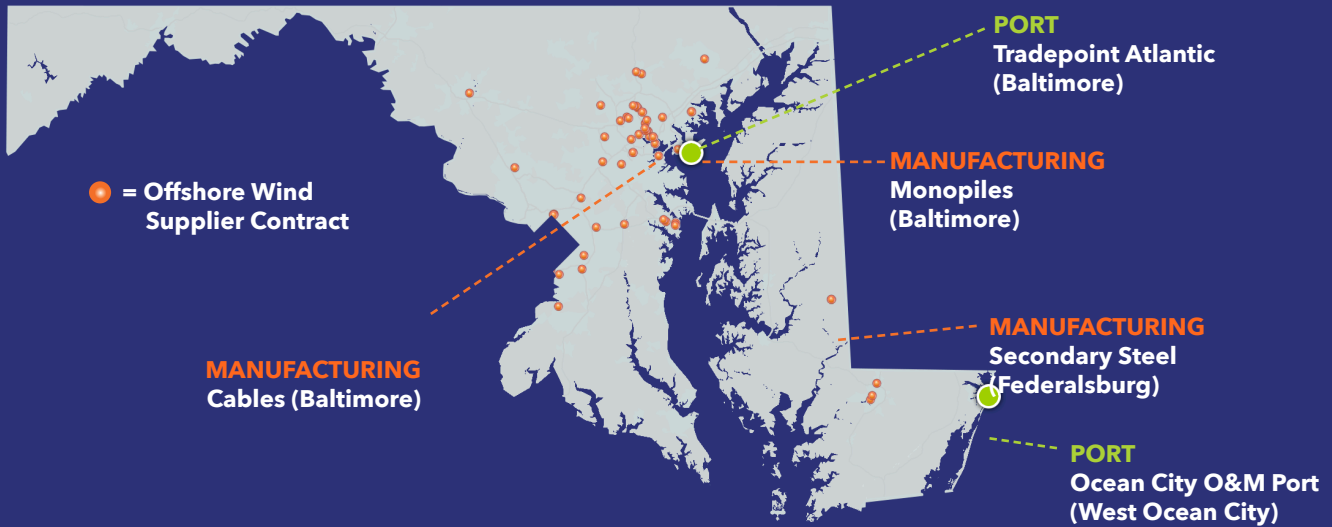 PORT
Tradepoint Atlantic
(Baltimore)
MANUFACTURING
Monopiles
(Baltimore)
= Offshore Wind
Supplier Contract
MANUFACTURING
Secondary Steel
(Federalsburg)
MANUFACTURING
Cables (Baltimore)
PORT
Ocean City O&M Port
(West Ocean City)